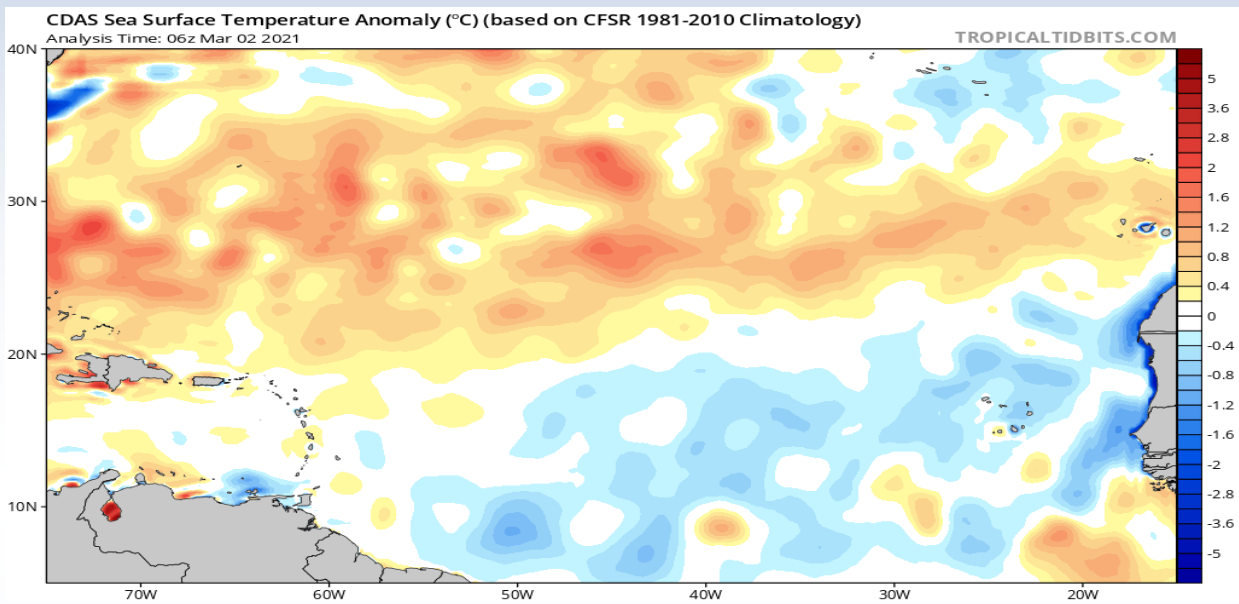 CDAS Sea Surface Temperature Anomaly (°C) (based on CFSR 1981-2010 Climatology)
Analysis Time: 06z Mar 02 2021
TROPICALTIDBITS.COM
40N
30N
20N
10N
70W
60W
50W
40W
30W
20W
5
3.6
2.8
2
1.6
1.2
0.8
0.4
0
-0.4
-0.8
-1.2
-1.6
-2
-2.8
-3.6
-5